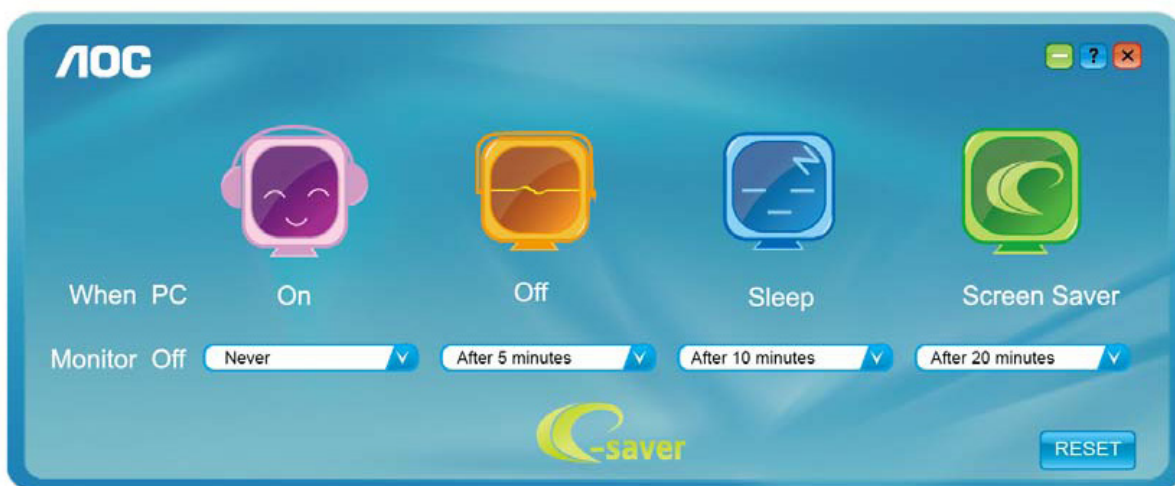 AOC
?
When PC On Off Sleep Screen Saver
Monitor Off Never After 5 minutes After 10 minutes After 20 minutes
e-saver
RESET